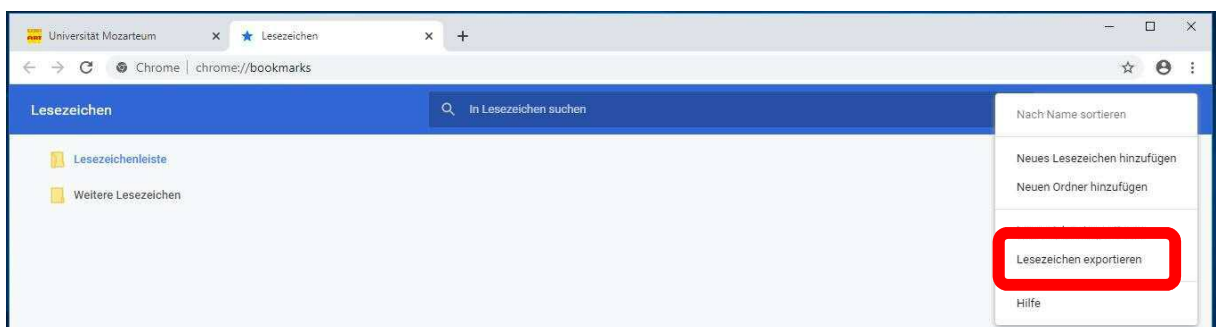 Universität Mozarteum
Lesezeichen
Chrome | chrome://bookmarks
Lesezeichen
In Lesezeichen suchen
Nach Name sortieren
Lesezeichenleiste
Neues Lesezeichen hinzufügen
Weitere Lesezeichen
Neuen Ordner hinzufügen
Lesezeichen exportieren
Hilfe